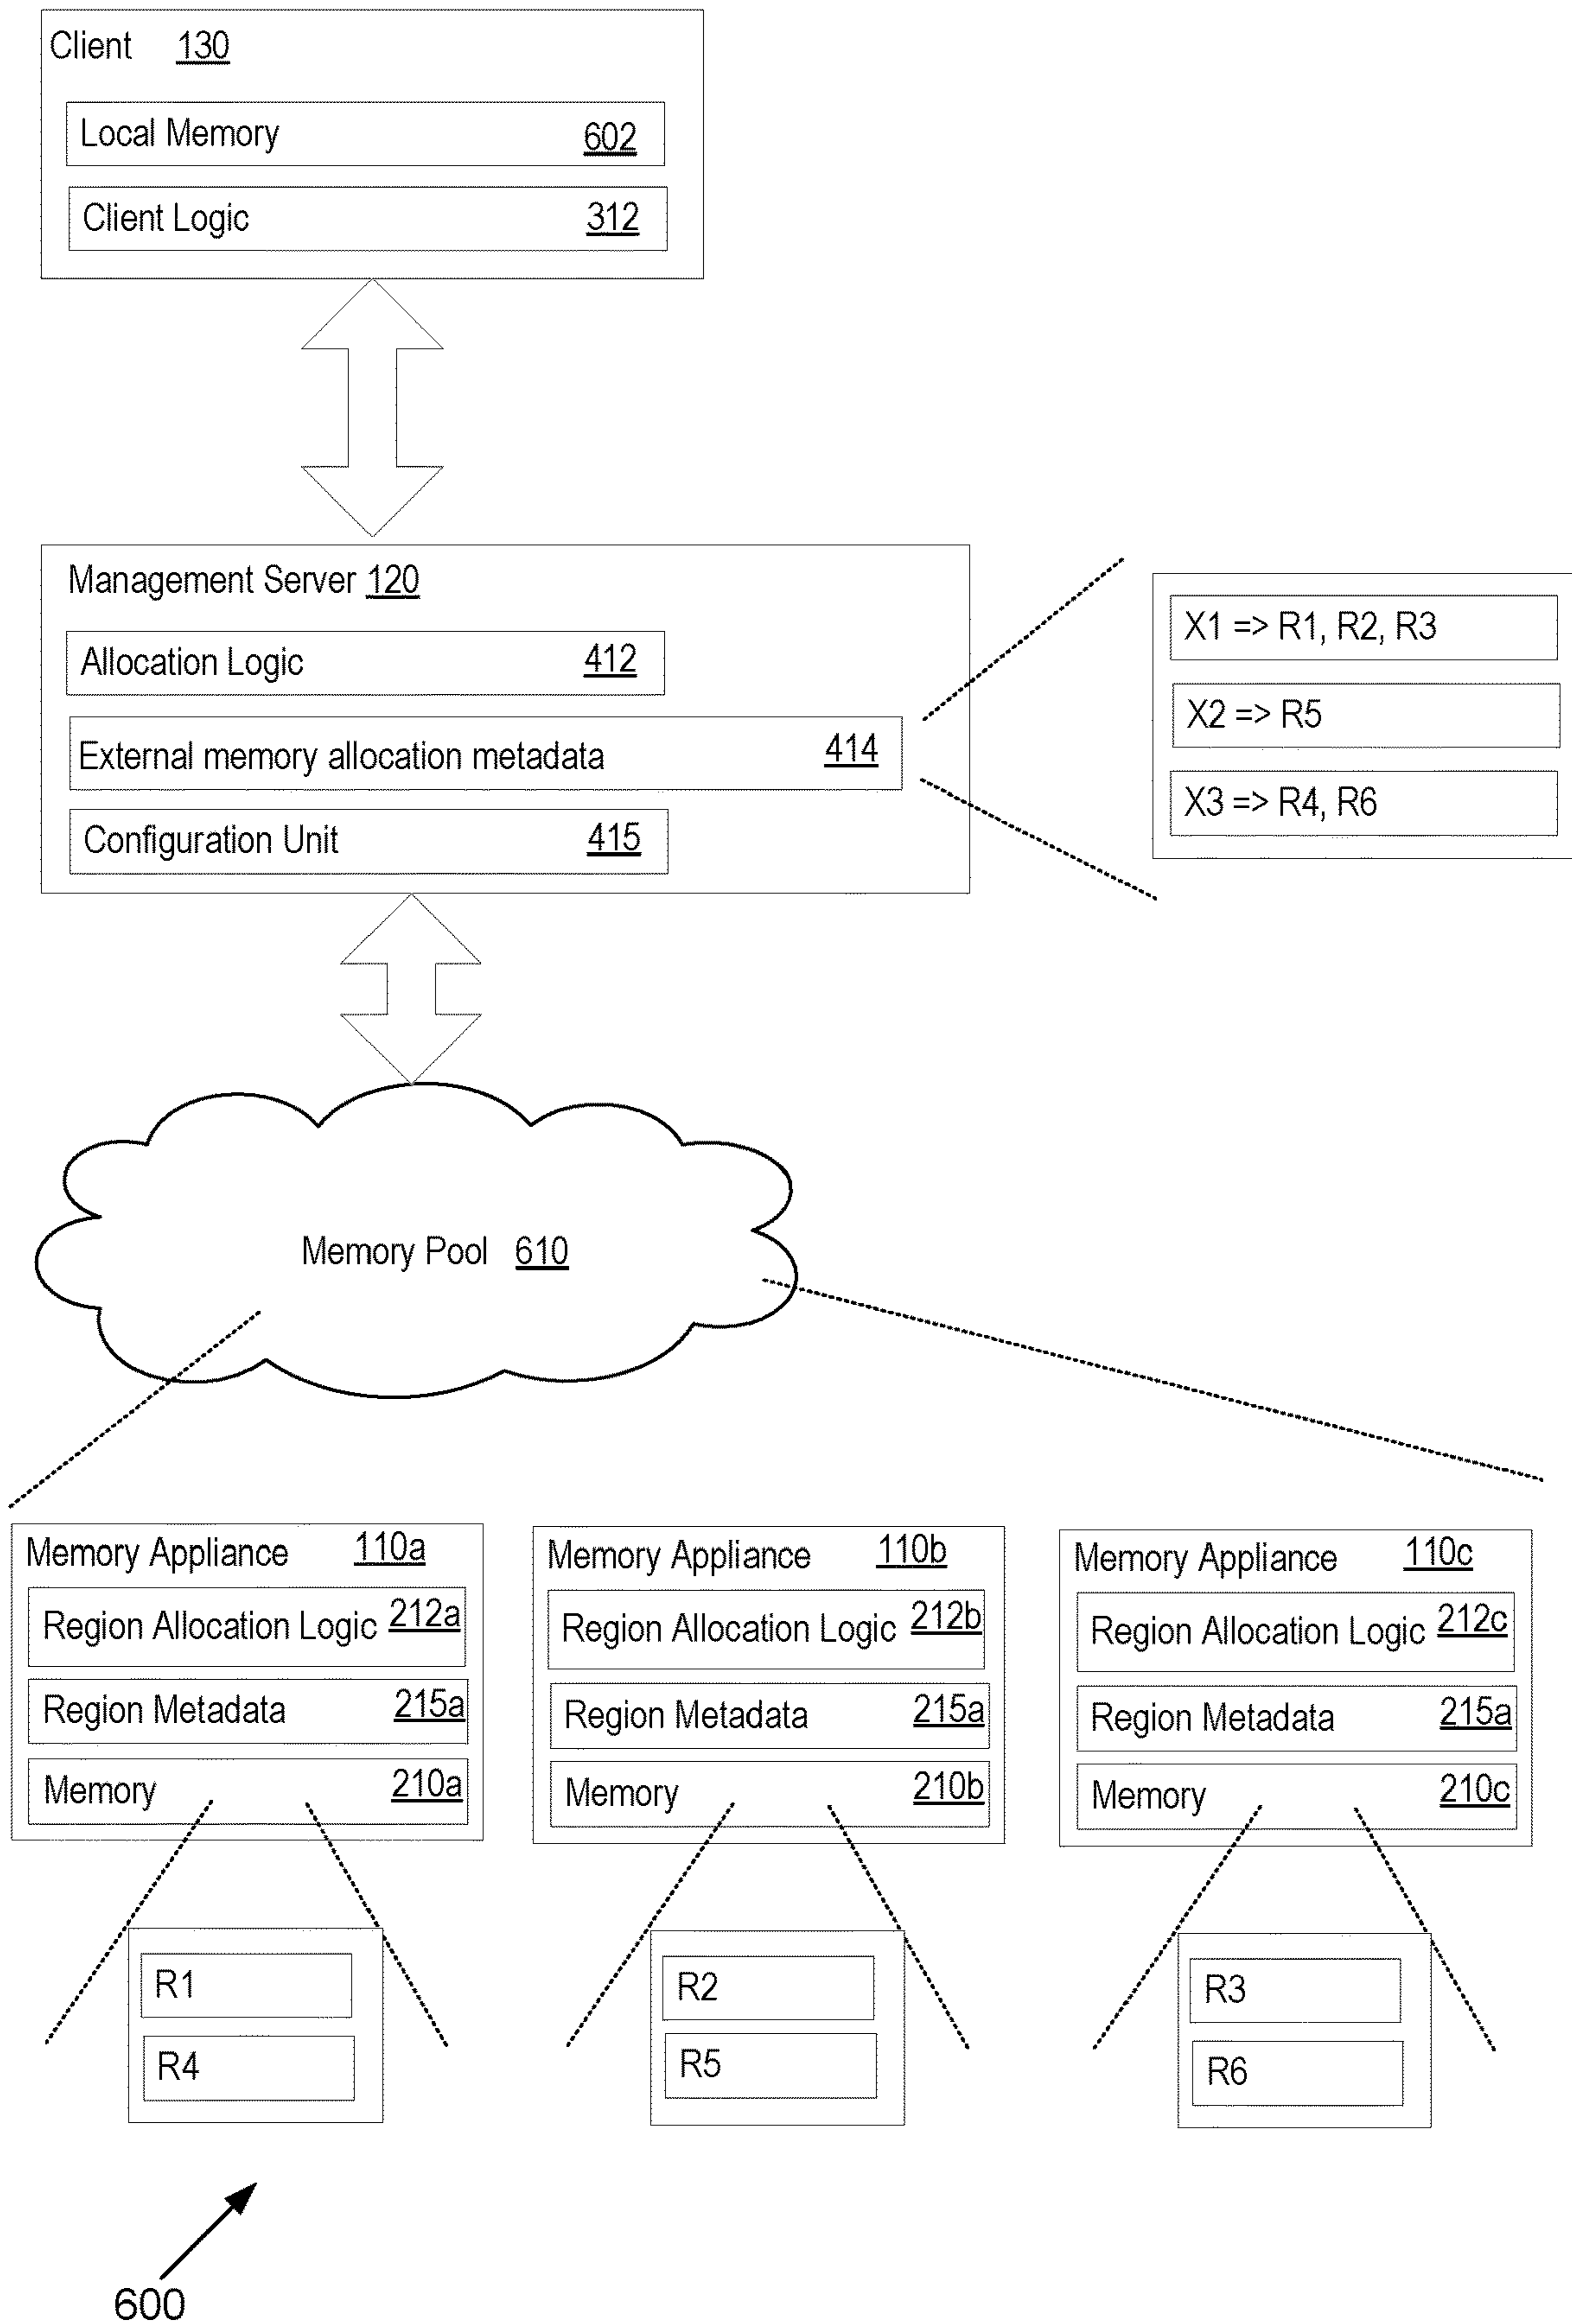 Client 130
Local Memory 602
Client Logic 312
Management Server 120
Allocation Logic 412
External memory allocation metadata 414
Configuration Unit 415
X1 => R1, R2, R3
X2 => R5
X3 => R4, R6
Memory Pool 610
Memory Appliance 110a
Region Allocation Logic 212a
Region Metadata 215a
Memory 210a
R1
R4
Memory Appliance 110b
Region Allocation Logic 212b
Region Metadata 215a
Memory 210b
R2
R5
Memory Appliance 110c
Region Allocation Logic 212c
Region Metadata 215a
Memory 210c
R3
R6
600